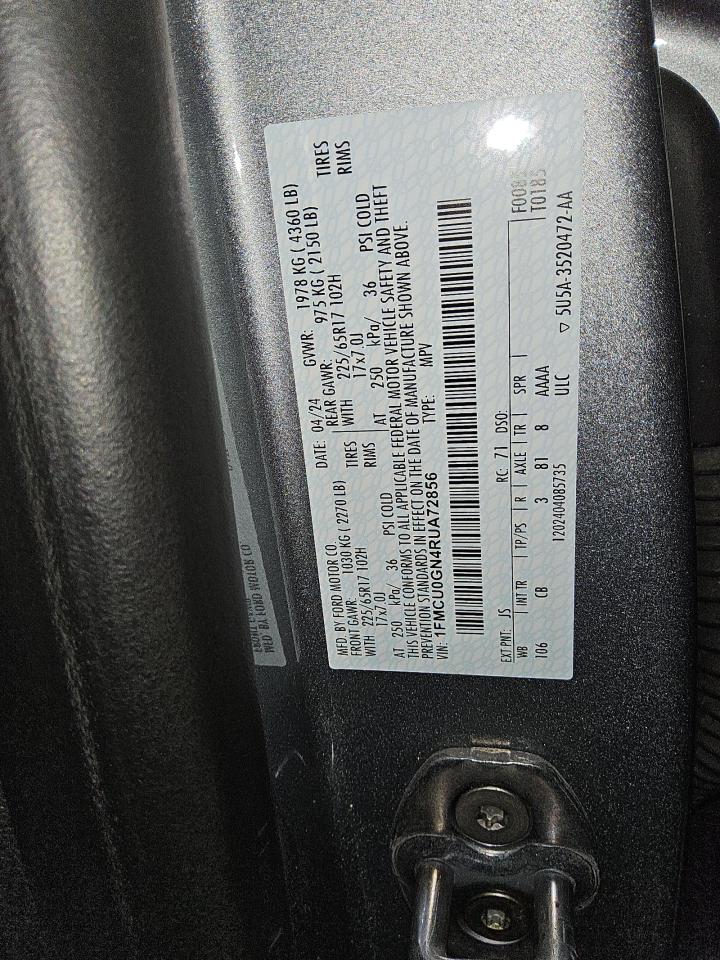 MFD. BY FORD MOTOR CO.
DATE: 04/24 GVWR: 1978 KG ( 4360 LB)
FRONT GAWR: 1030 KG ( 2270 LB) REAR GAWR: 975 KG ( 2150 LB)
WITH 225/65R17 102H TIRES WITH 225/65R17 102H TIRES
17x7.0J RIMS 17x7.0J RIMS
AT 250 kPa/ 36 PSI COLD AT 250 kPa/ 36 PSI COLD
THIS VEHICLE CONFORMS TO ALL APPLICABLE FEDERAL MOTOR VEHICLE SAFETY AND THEFT
PREVENTION STANDARDS IN EFFECT ON THE DATE OF MANUFACTURE SHOWN ABOVE.
VIN: 1FMCU0GN4RUA72856 TYPE: MPV
EXT PNT: JS RC: 71 DSO:
WB INT TR TP/PS R AXLE TR SPR
106 CB 3 81 8 AAAA
T0185
1202404085735 ULC
▽ 5U5A-3520472-AA